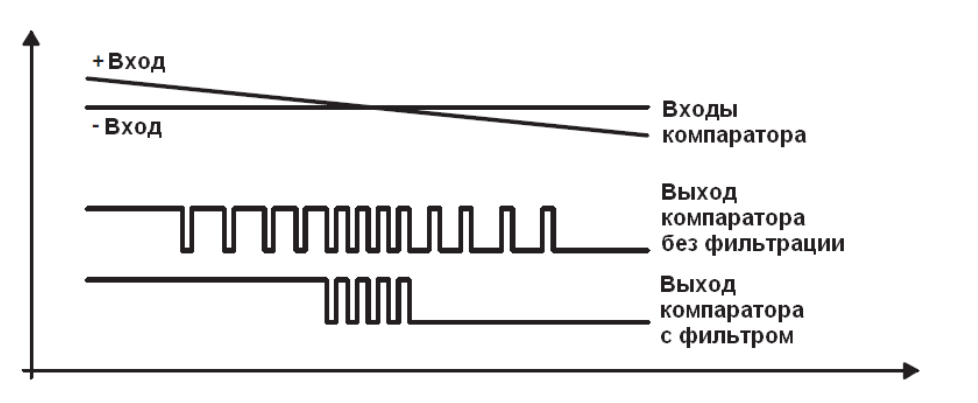 + Вход
- Вход
Входы
компаратора
Выход
компаратора
без фильтрации
Выход
компаратора
с фильтром